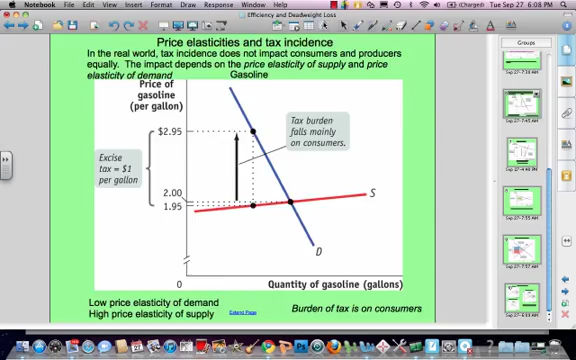 Notebook File Edit View Insert Format Tools Window Help
(Charged) Tue Sep 27 6:08 PM
Efficiency and Deadweight Loss
Groups
Price elasticities and tax incidence
In the real world, tax incidence does not impact consumers and producers
equally. The impact depends on the price elasticity of supply and price
elasticity of demand
Gasoline
Price of
gasoline
(per gallon)
$2.95
Tax burden
falls mainly
on consumers.
Excise
tax = $1
per gallon
2.00
1.95
S
D
0
Quantity of gasoline (gallons)
Low price elasticity of demand
High price elasticity of supply
Extend Page
Burden of tax is on consumers